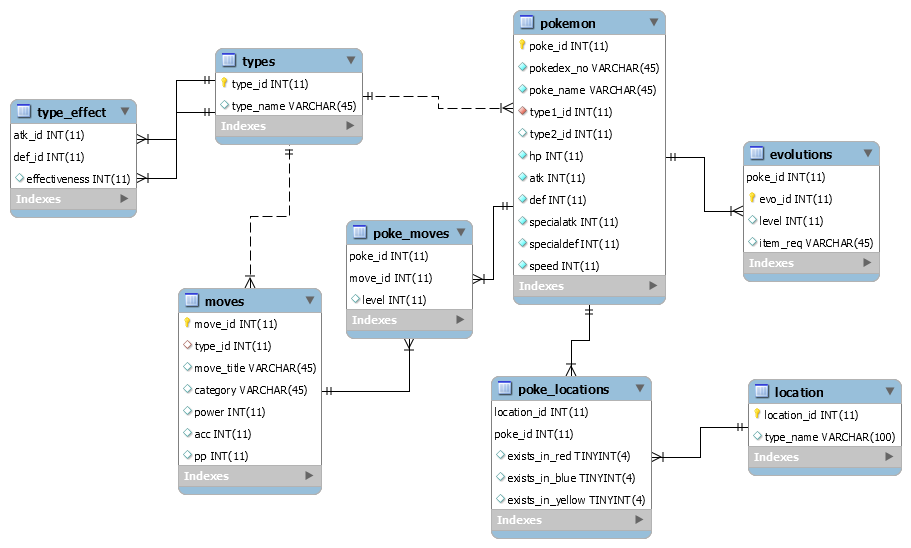 pokemon
poke_id INT(11)
pokedex_no VARCHAR(45)
poke_name VARCHAR(45)
type1_id INT(11)
type2_id INT(11)
hp INT(11)
atk INT(11)
def INT(11)
specialatk INT(11)
specialdef INT(11)
speed INT(11)
Indexes
types
type_id INT(11)
type_name VARCHAR(45)
Indexes
type_effect
atk_id INT(11)
def_id INT(11)
effectiveness INT(11)
Indexes
evolutions
poke_id INT(11)
evo_id INT(11)
level INT(11)
item_req VARCHAR(45)
Indexes
poke_moves
poke_id INT(11)
move_id INT(11)
level INT(11)
Indexes
moves
move_id INT(11)
type_id INT(11)
move_title VARCHAR(45)
category VARCHAR(45)
power INT(11)
acc INT(11)
pp INT(11)
Indexes
poke_locations
location_id INT(11)
poke_id INT(11)
exists_in_red TINYINT(4)
exists_in_blue TINYINT(4)
exists_in_yellow TINYINT(4)
Indexes
location
location_id INT(11)
type_name VARCHAR(100)
Indexes